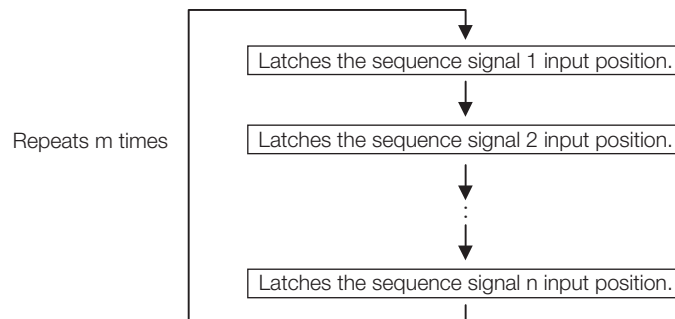 Latches the sequence signal 1 input position.
Repeats m times
Latches the sequence signal 2 input position.
Latches the sequence signal n input position.